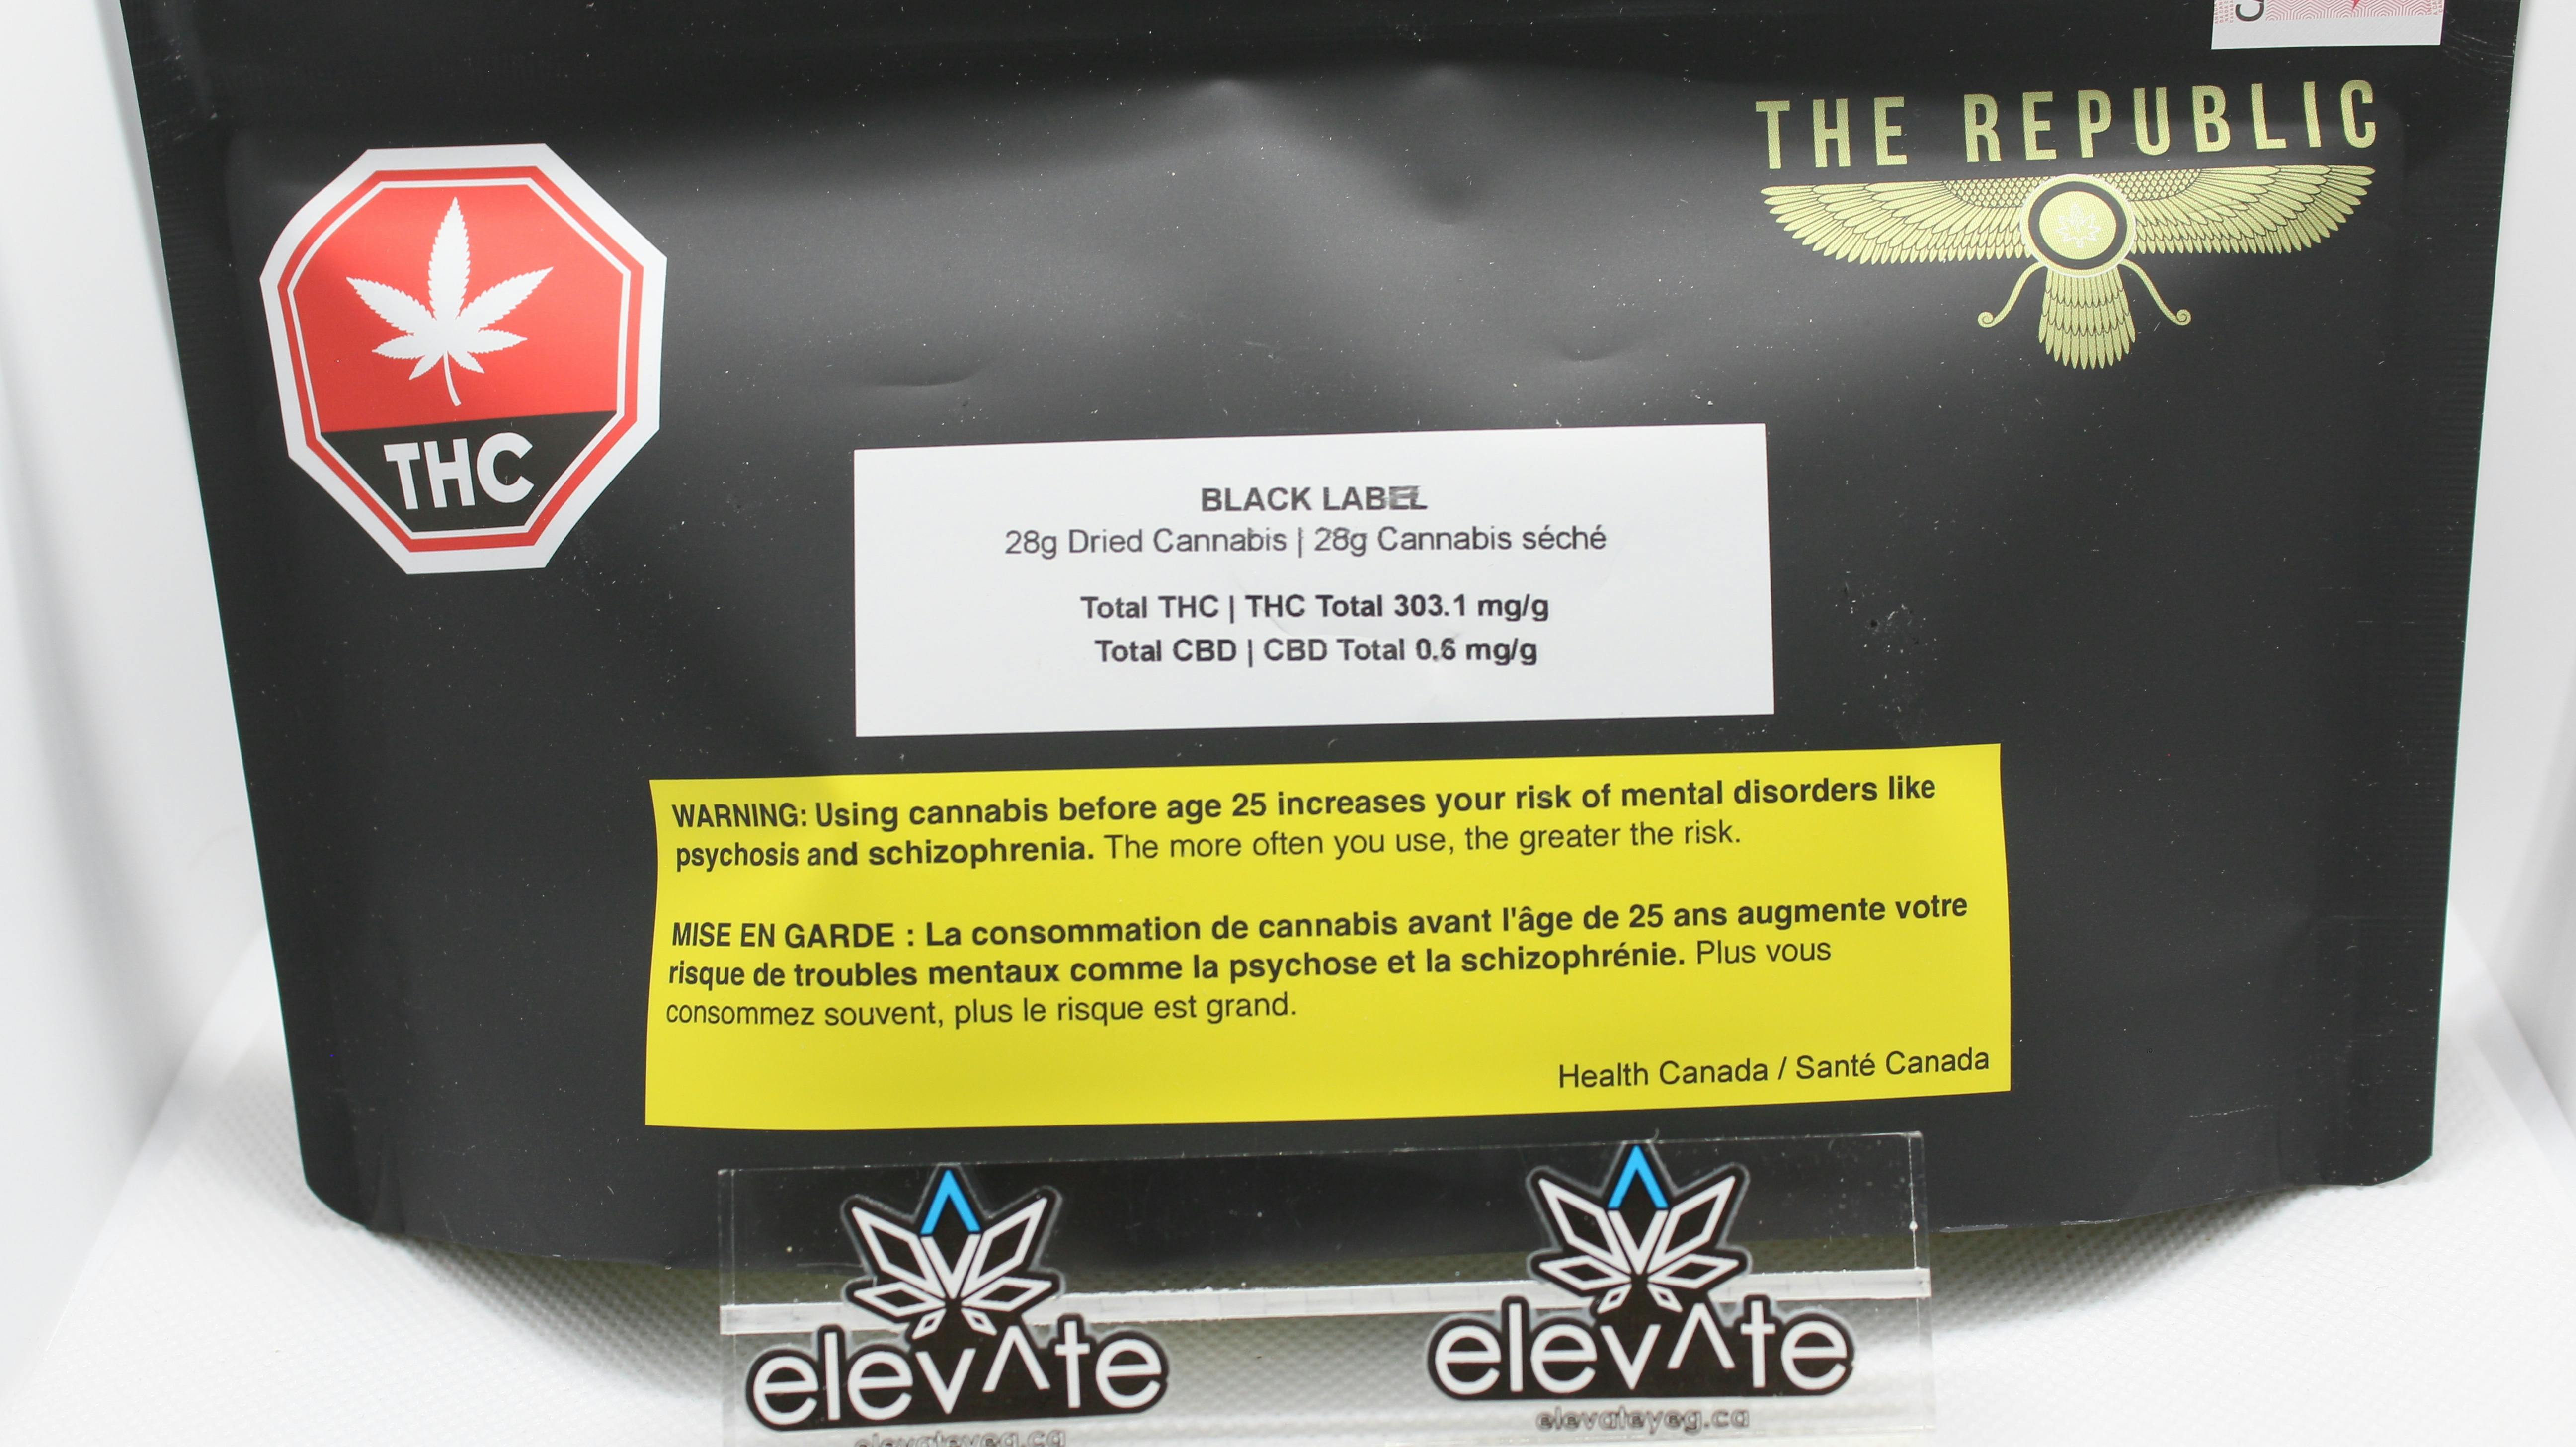 THE REPUBLIC
THC
BLACK LABEL
28g Dried Cannabis | 28g Cannabis séché
Total THC | THC Total 303.1 mg/g
Total CBD | CBD Total 0.6 mg/g
WARNING: Using cannabis before age 25 increases your risk of mental disorders like
psychosis and schizophrenia. The more often you use, the greater the risk.
MISE EN GARDE : La consommation de cannabis avant l'âge de 25 ans augmente votre
risque de troubles mentaux comme la psychose et la schizophrénie. Plus vous
consommez souvent, plus le risque est grand.
Health Canada / Santé Canada
elev^te
elev^te
elevateyeg.ca
elevateyeg.ca